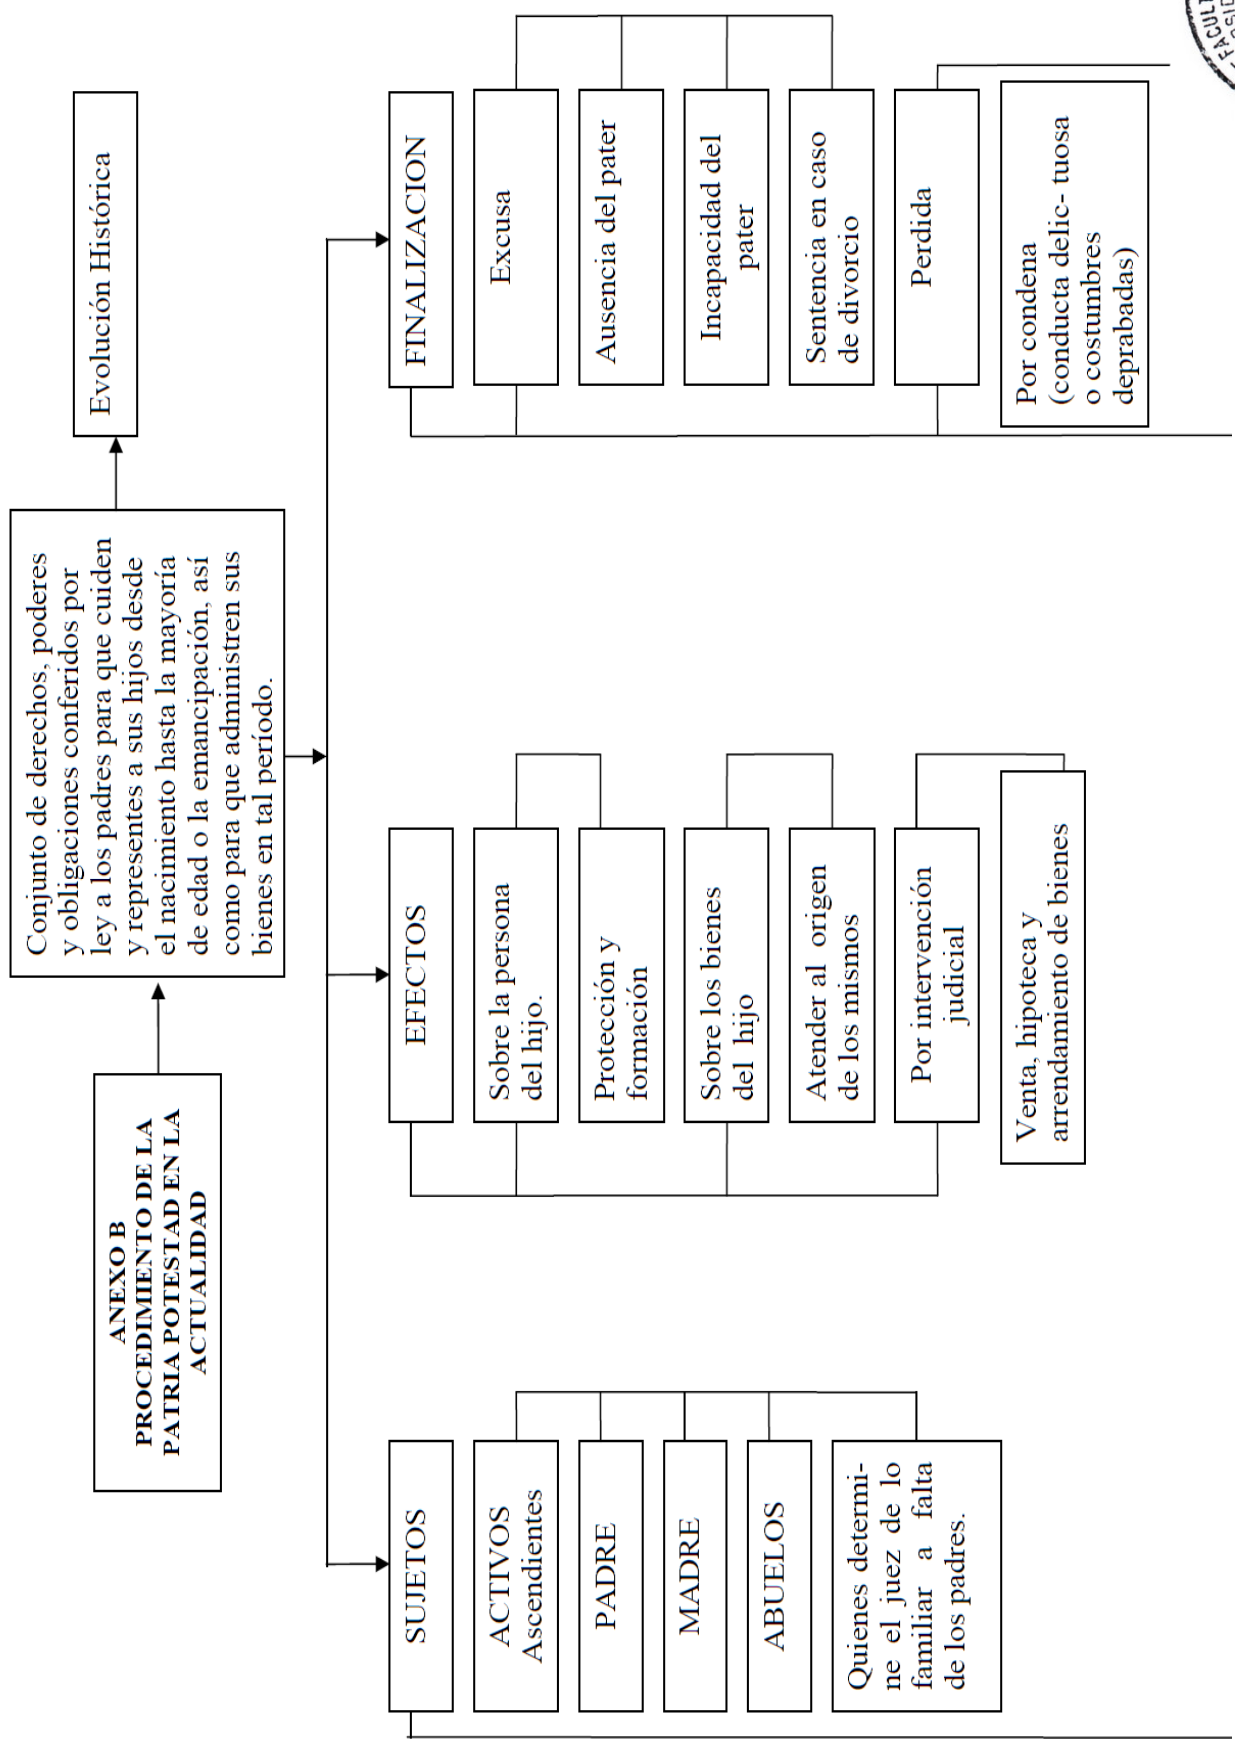 ANEXO B
PROCEDIMIENTO DE LA
PATRIA POTESTAD EN LA
ACTUALIDAD
Conjunto de derechos, poderes
y obligaciones conferidos por
ley a los padres para que cuiden
y representes a sus hijos desde
el nacimiento hasta la mayoría
de edad o la emancipación, así
como para que administren sus
bienes en tal período.
Evolución Histórica
SUJETOS
ACTIVOS
Ascendientes
PADRE
MADRE
ABUELOS
Quienes determi-
ne el juez de lo
familiar a falta
de los padres.
EFECTOS
Sobre la persona
del hijo.
Protección y
formación
Sobre los bienes
del hijo
Atender al origén
de los mismos
Por intervención
judicial
Venta, hipoteca y
arrendamiento de bienes
FINALIZACION
Excusa
Ausencia del pater
Incapacidad del
pater
Sentencia en caso
de divorcio
Perdida
Por condena
(conducta delic- tuosa
o costumbres
deprabadas)